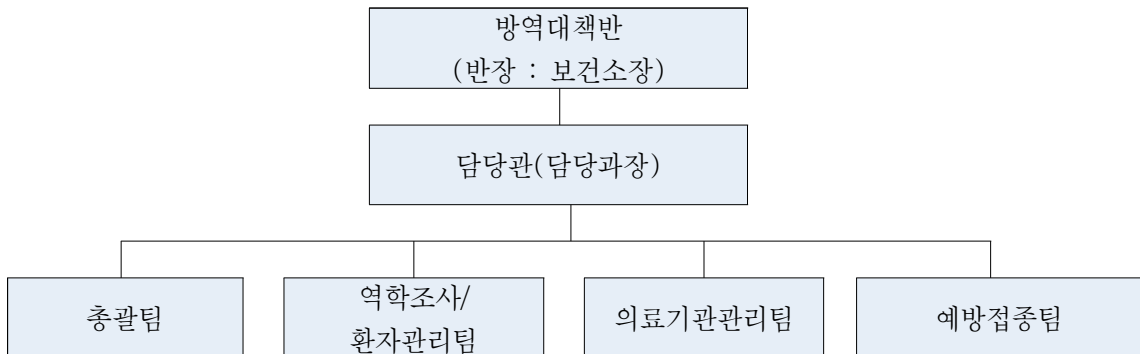 방역대책반
(반장 : 보건소장)
담당관(담당과장)
총괄팀
역학조사/
환자관리팀
의료기관관리팀
예방접종팀